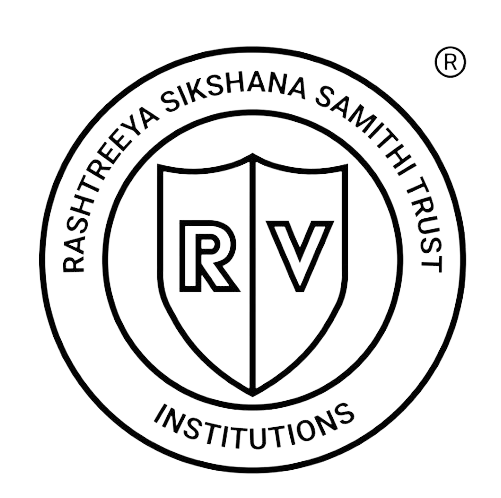 RASHTREEYA SIKSHANA SAMITHI TRUST
®
R V
INSTITUTIONS